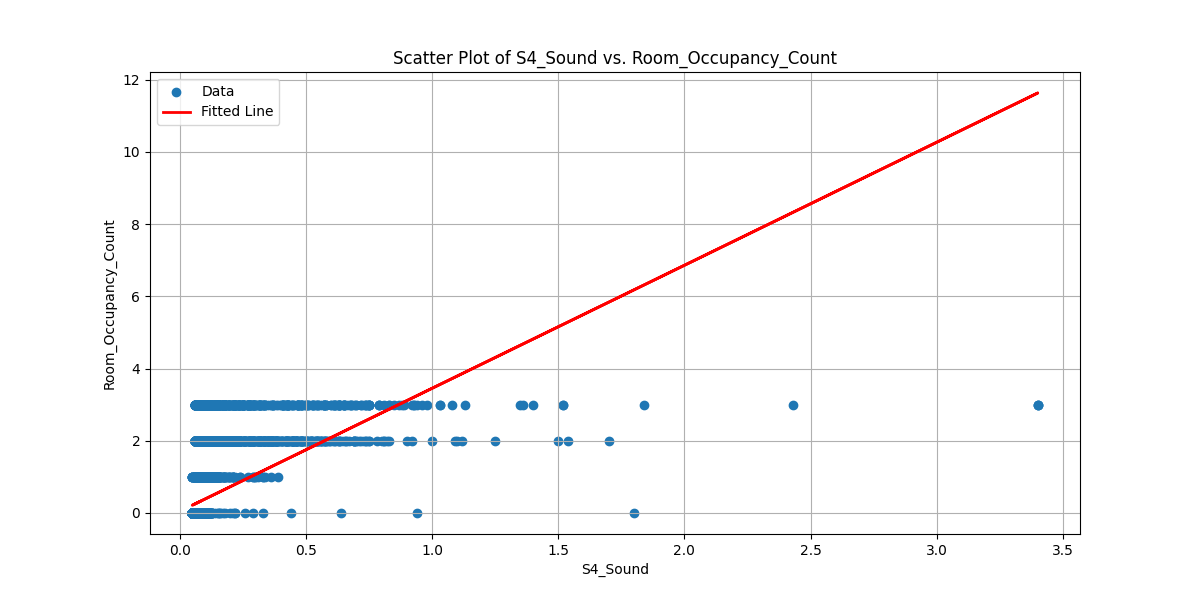 Scatter Plot of S4_Sound vs. Room_Occupancy_Count
Data
Fitted Line
12
10
8
6
4
2
0
Room_Occupancy_Count
0.0 0.5 1.0 1.5 2.0 2.5 3.0 3.5
S4_Sound